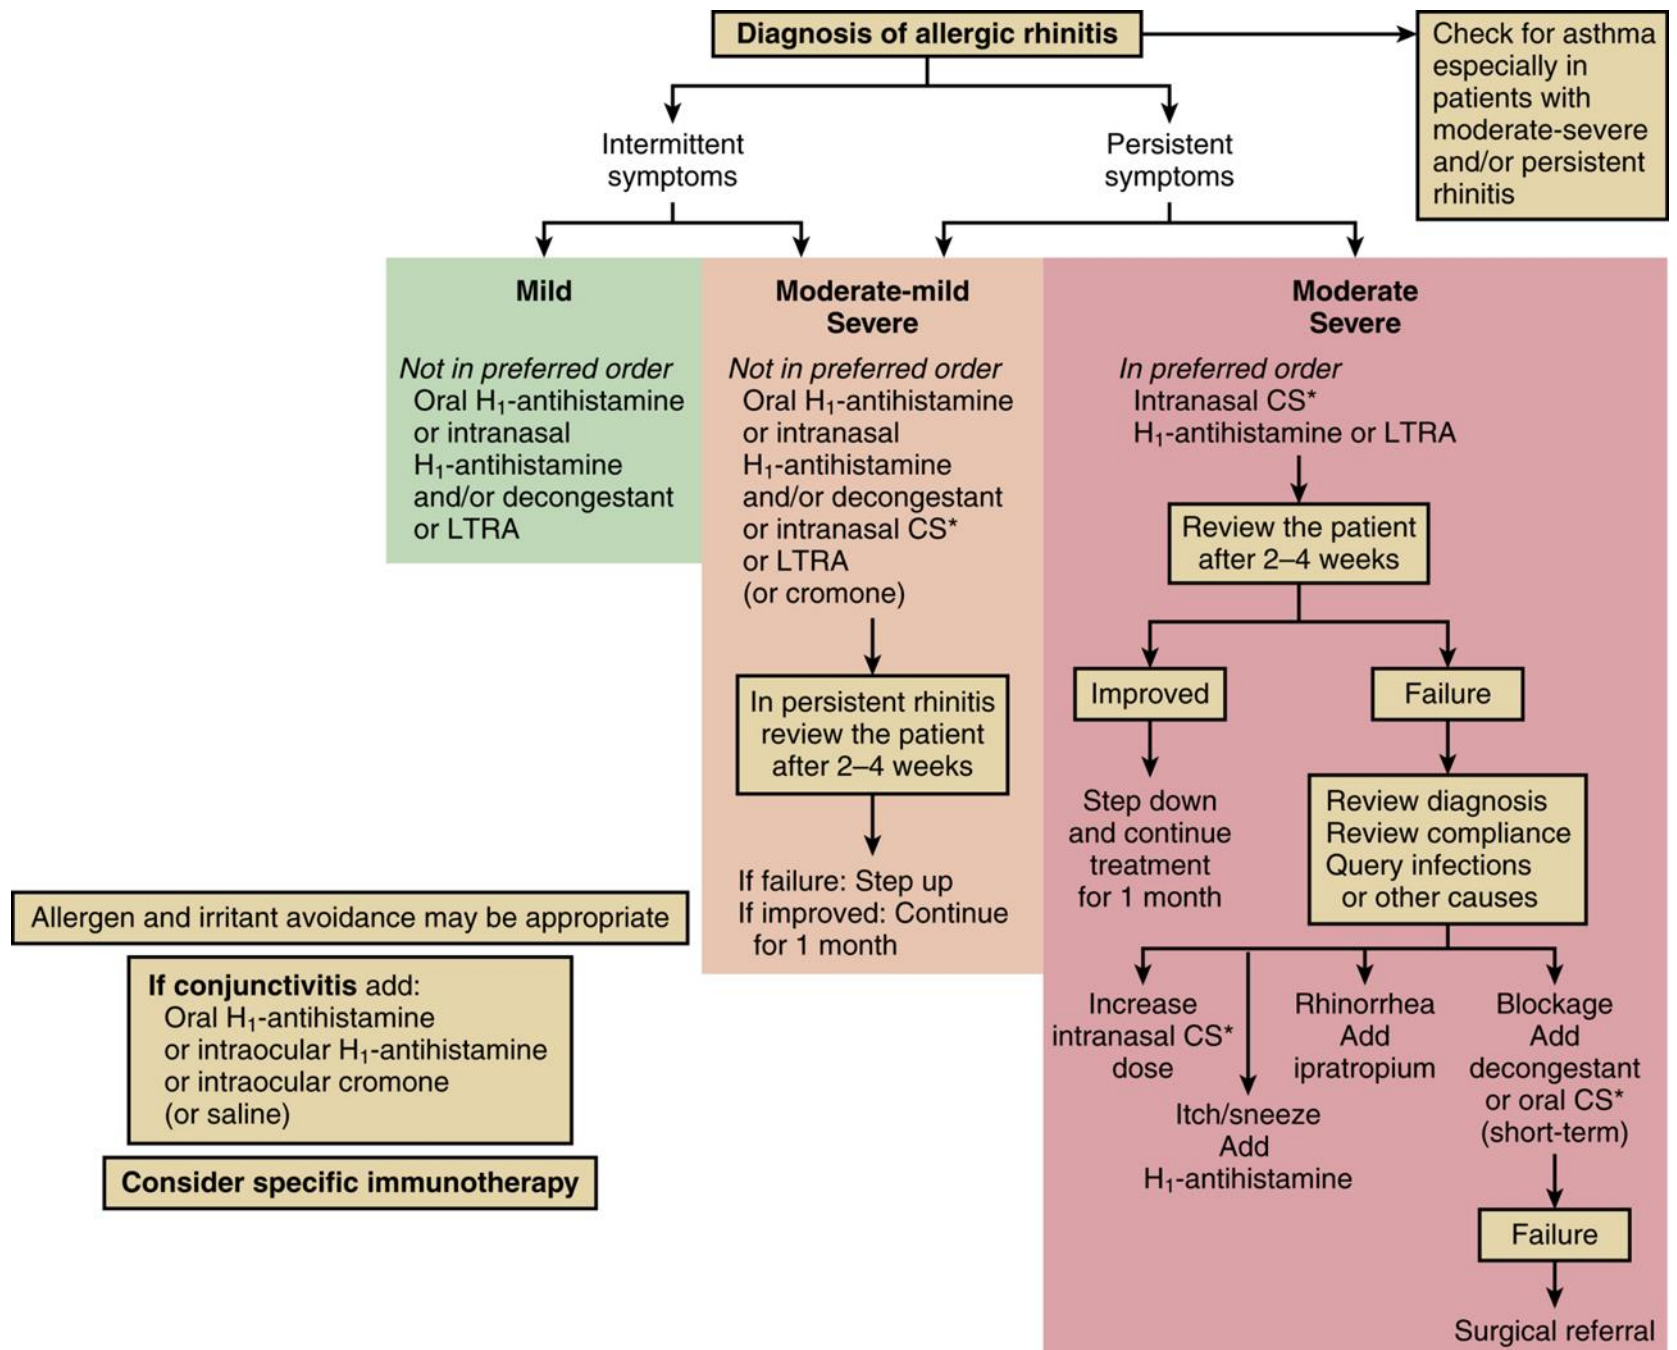 Diagnosis of allergic rhinitis
Check for asthma
especially in
patients with
moderate-severe
and/or persistent
rhinitis
Intermittent
symptoms
Persistent
symptoms
Mild
Not in preferred order
Oral H₁-antihistamine
or intranasal
H₁-antihistamine
and/or decongestant
or LTRA
Moderate-mild
Severe
Not in preferred order
Oral H₁-antihistamine
or intranasal
H₁-antihistamine
and/or decongestant
or intranasal CS*
or LTRA
(or cromone)
In persistent rhinitis
review the patient
after 2–4 weeks
If failure: Step up
If improved: Continue
for 1 month
Moderate
Severe
In preferred order
Intranasal CS*
H₁-antihistamine or LTRA
Review the patient
after 2–4 weeks
Improved
Step down
and continue
treatment
for 1 month
Failure
Review diagnosis
Review compliance
Query infections
or other causes
Increase
intranasal CS*
dose
Itch/sneeze
Add
H₁-antihistamine
Rhinorrhea
Add
ipratropium
Blockage
Add
decongestant
or oral CS*
(short-term)
Failure
Surgical referral
Allergen and irritant avoidance may be appropriate
If conjunctivitis add:
Oral H₁-antihistamine
or intraocular H₁-antihistamine
or intraocular cromone
(or saline)
Consider specific immunotherapy